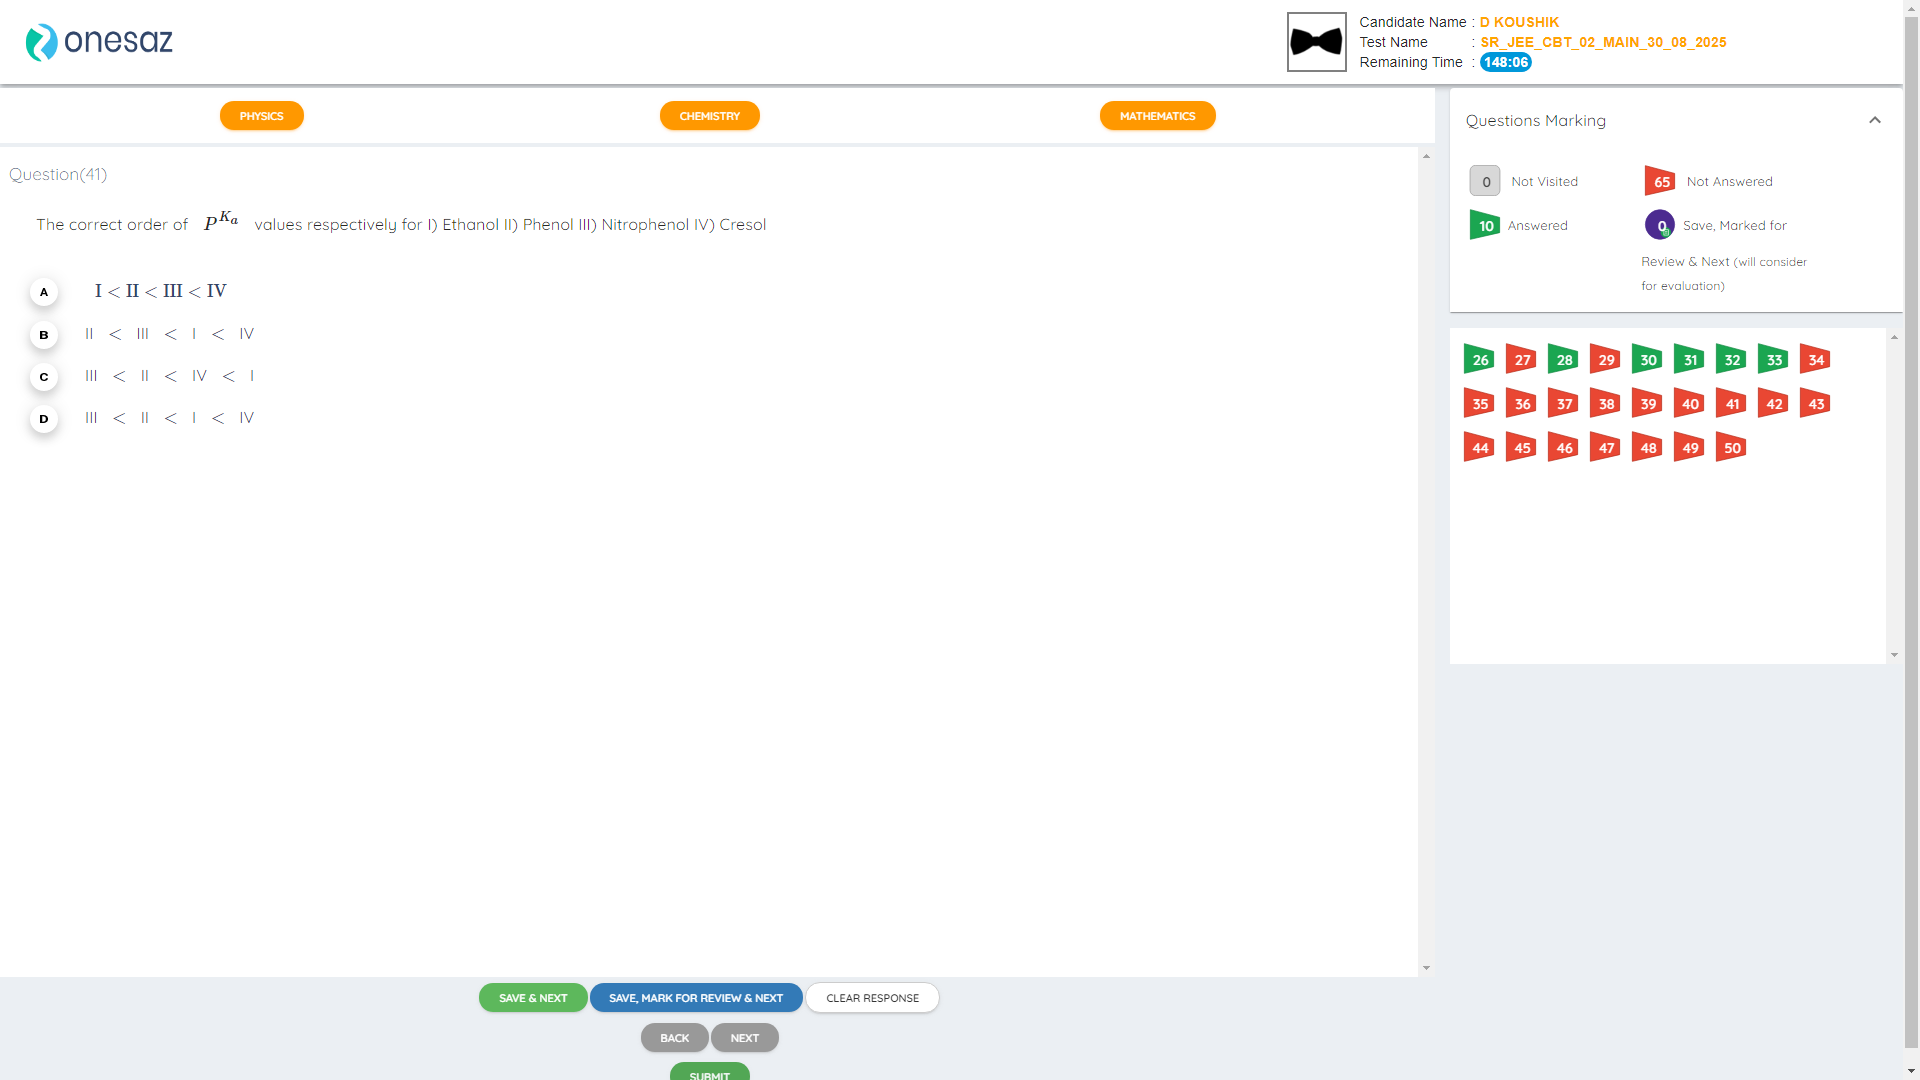 onesaz
Candidate Name : D KOUSHIK
Test Name : SR_JEE_CBT_02_MAIN_30_08_2025
Remaining Time : 148:06
PHYSICS CHEMISTRY MATHEMATICS
Question(41)
The correct order of P^{K_a} values respectively for I) Ethanol II) Phenol III) Nitrophenol IV) Cresol
A I < II < III < IV
B II < III < I < IV
C III < II < IV < I
D III < II < I < IV
SAVE & NEXT SAVE, MARK FOR REVIEW & NEXT CLEAR RESPONSE
BACK NEXT
SUBMIT
Questions Marking
0 Not Visited 65 Not Answered
10 Answered 0 Save, Marked for
Review & Next (will consider
for evaluation)
26 27 28 29 30 31 32 33 34
35 36 37 38 39 40 41 42 43
44 45 46 47 48 49 50